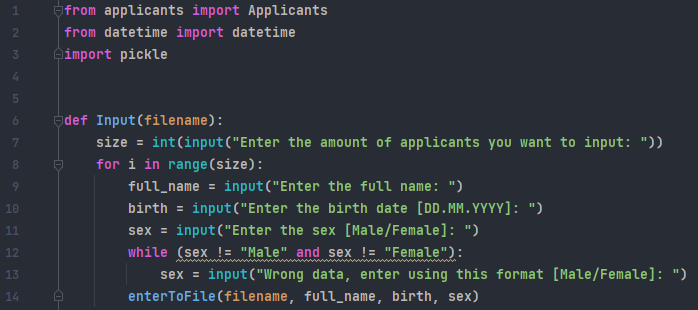 1 from applicants import Applicants
2 from datetime import datetime
3 import pickle
4
5
6 def Input(filename):
7     size = int(input("Enter the amount of applicants you want to input: "))
8     for i in range(size):
9         full_name = input("Enter the full name: ")
10         birth = input("Enter the birth date [DD.MM.YYYY]: ")
11         sex = input("Enter the sex [Male/Female]: ")
12         while (sex != "Male" and sex != "Female"):
13             sex = input("Wrong data, enter using this format [Male/Female]: ")
14         enterToFile(filename, full_name, birth, sex)